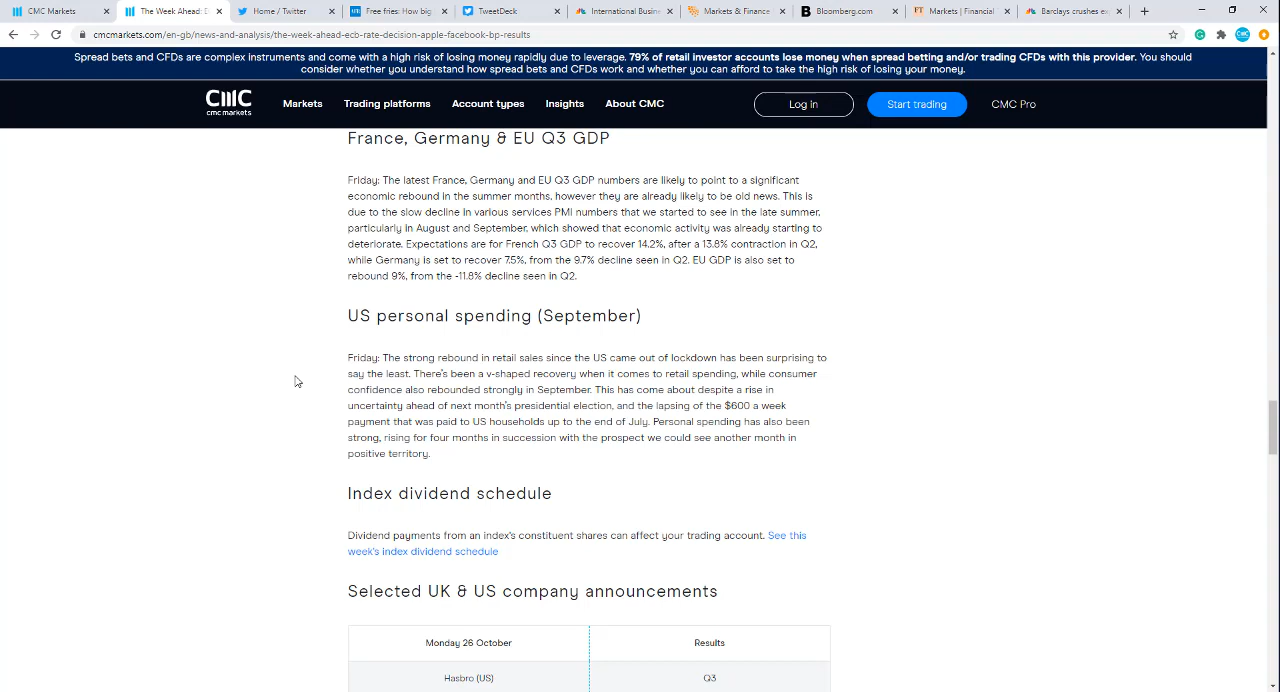 CMC Markets
The Week Ahead: E
Home / Twitter
Free fries: How big
TweetDeck
International Busin
Markets & Finance
Bloomberg.com
Markets | Financial
Barclays crushes ex
cmcmarkets.com/en-gb/news-and-analysis/the-week-ahead-ecb-rate-decision-apple-facebook-bp-results
Spread bets and CFDs are complex instruments and come with a high risk of losing money rapidly due to leverage. 79% of retail investor accounts lose money when spread betting and/or trading CFDs with this provider. You should
consider whether you understand how spread bets and CFDs work and whether you can afford to take the high risk of losing your money.
CMC
cmc markets
Markets
Trading platforms
Account types
Insights
About CMC
Log in
Start trading
CMC Pro
France, Germany & EU Q3 GDP
Friday: The latest France, Germany and EU Q3 GDP numbers are likely to point to a significant
economic rebound in the summer months, however they are already likely to be old news. This is
due to the slow decline in various services PMI numbers that we started to see in the late summer,
particularly in August and September, which showed that economic activity was already starting to
deteriorate. Expectations are for French Q3 GDP to recover 14.2%, after a 13.8% contraction in Q2,
while Germany is set to recover 7.5%, from the 9.7% decline seen in Q2. EU GDP is also set to
rebound 9%, from the -11.8% decline seen in Q2.
US personal spending (September)
Friday: The strong rebound in retail sales since the US came out of lockdown has been surprising to
say the least. There's been a v-shaped recovery when it comes to retail spending, while consumer
confidence also rebounded strongly in September. This has come about despite a rise in
uncertainty ahead of next month's presidential election, and the lapsing of the $600 a week
payment that was paid to US households up to the end of July. Personal spending has also been
strong, rising for four months in succession with the prospect we could see another month in
positive territory.
Index dividend schedule
Dividend payments from an index's constituent shares can affect your trading account. See this
week's index dividend schedule
Selected UK & US company announcements
Monday 26 October
Results
Hasbro (US)
Q3